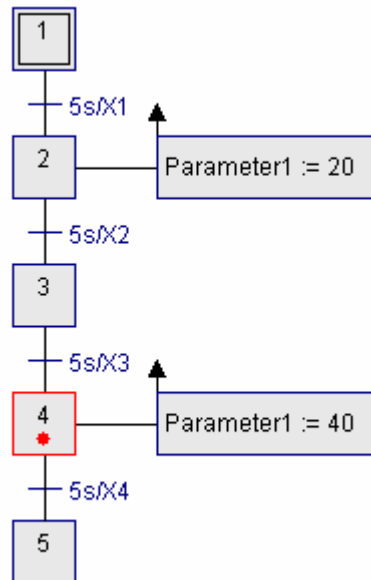 1
5s/X1
2
Parameter1 := 20
5s/X2
3
5s/X3
4
Parameter1 := 40
5s/X4
5